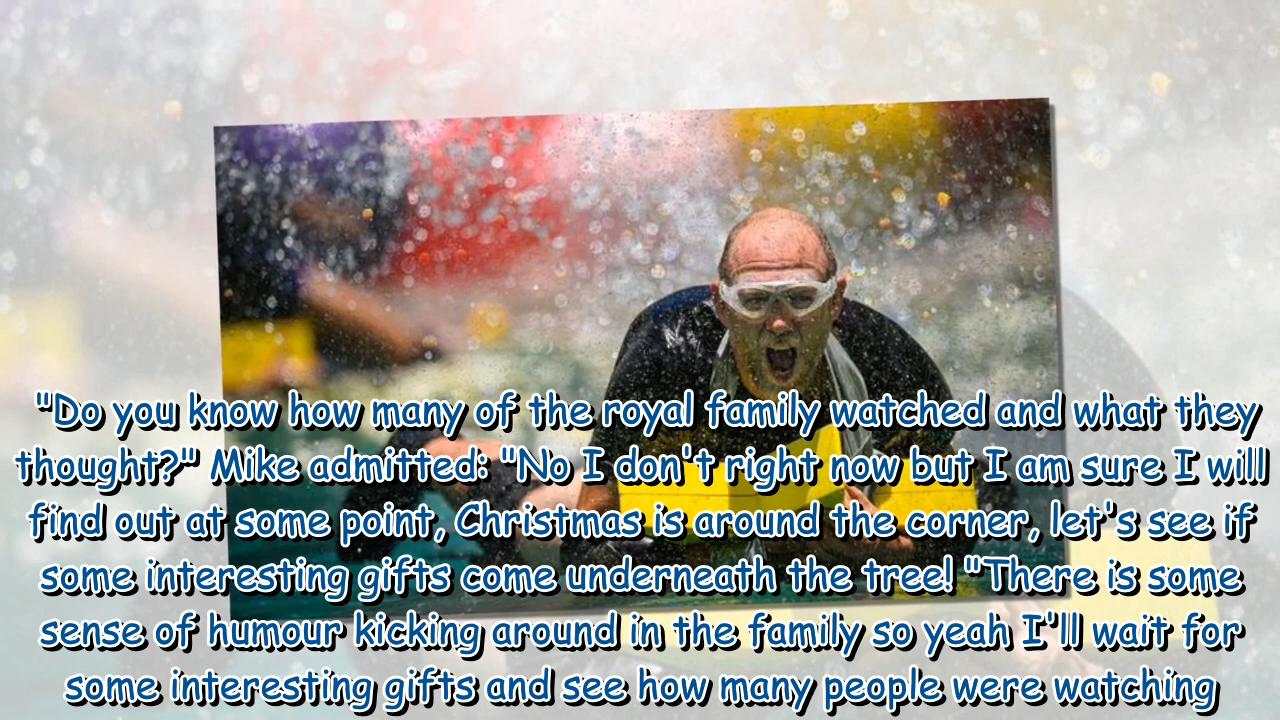 "Do you know how many of the royal family watched and what they
thought?" Mike admitted: "No I don't right now but I am sure I will
find out at some point, Christmas is around the corner, let's see if
some interesting gifts come underneath the tree! "There is some
sense of humour kicking around in the family so yeah I'll wait for
some interesting gifts and see how many people were watching